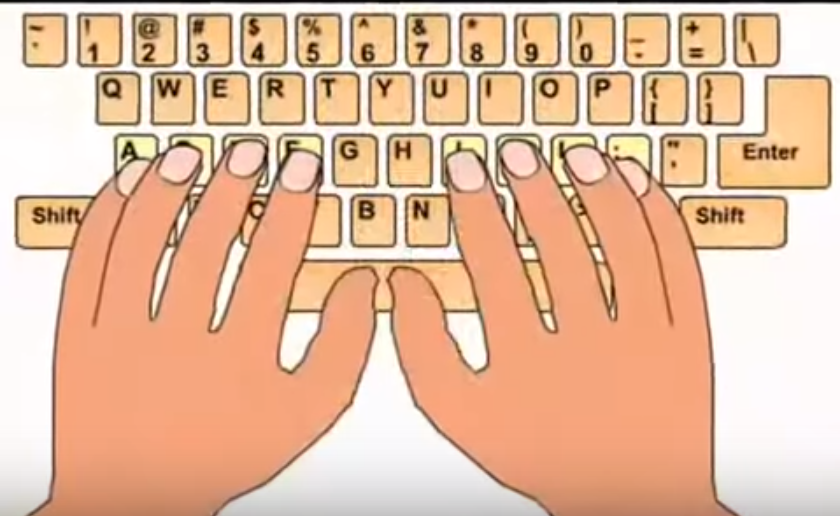 ~ ! @ # $ % ^ & * ( ) _ + |
` 1 2 3 4 5 6 7 8 9 0 - = \
Q W E R T Y U I O P { }
[ ]
A F G H L : " Enter
; '
Shift C B N Shift